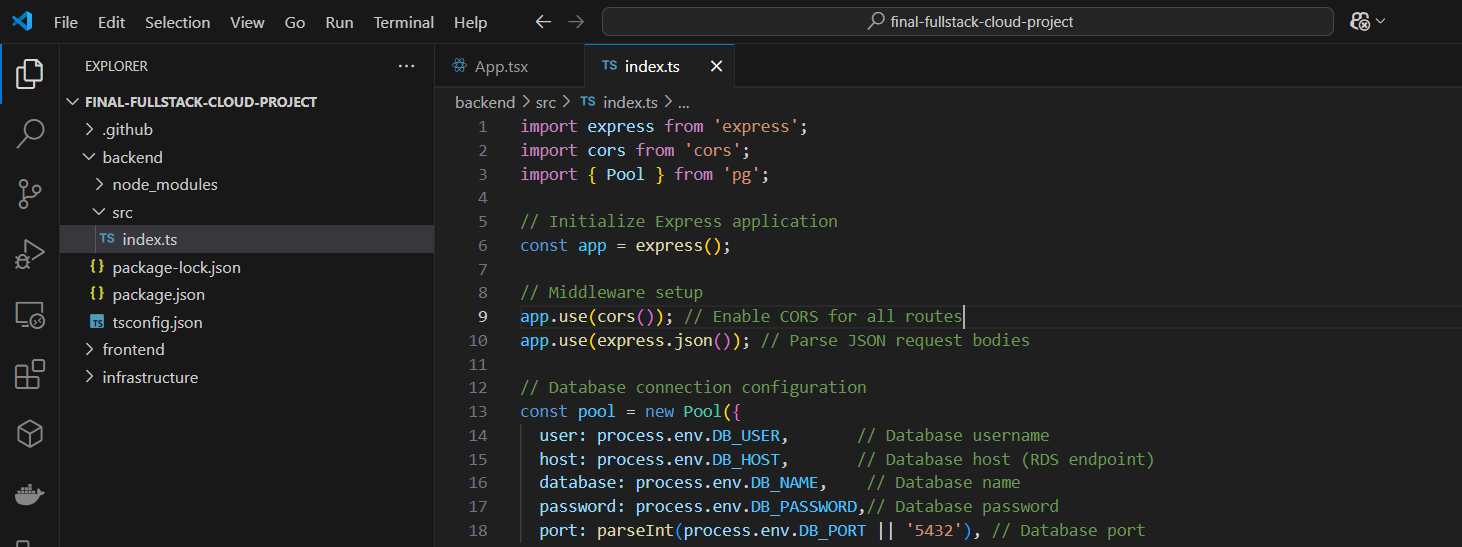 File Edit Selection View Go Run Terminal Help
final-fullstack-cloud-project
EXPLORER
FINAL-FULLSTACK-CLOUD-PROJECT
.github
backend
node_modules
src
TS index.ts
{} package-lock.json
{} package.json
TS tsconfig.json
frontend
infrastructure
App.tsx
TS index.ts
backend > src > TS index.ts > ...
1 import express from 'express';
2 import cors from 'cors';
3 import { Pool } from 'pg';
4
5 // Initialize Express application
6 const app = express();
7
8 // Middleware setup
9 app.use(cors()); // Enable CORS for all routes
10 app.use(express.json()); // Parse JSON request bodies
11
12 // Database connection configuration
13 const pool = new Pool({
14 user: process.env.DB_USER, // Database username
15 host: process.env.DB_HOST, // Database host (RDS endpoint)
16 database: process.env.DB_NAME, // Database name
17 password: process.env.DB_PASSWORD,// Database password
18 port: parseInt(process.env.DB_PORT || '5432'), // Database port